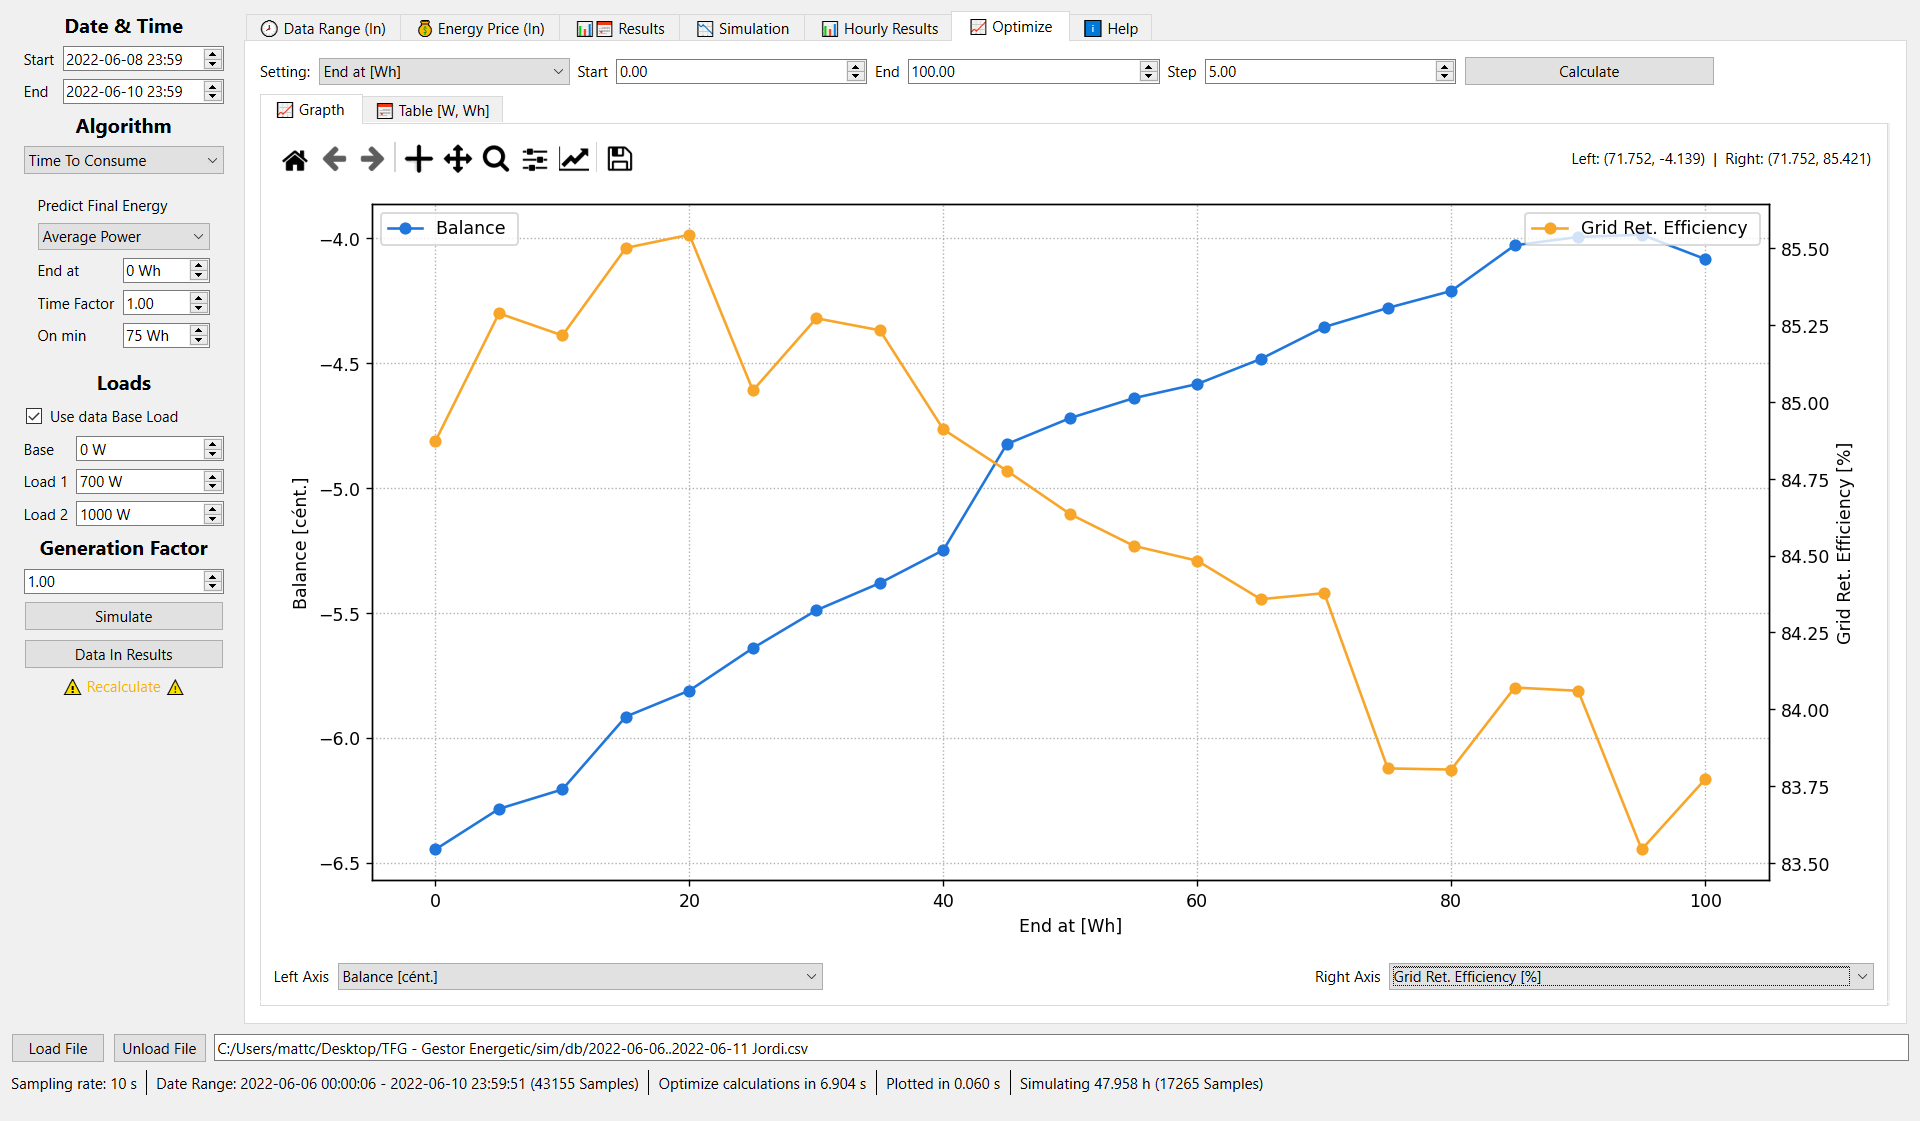 Date & Time
Start 2022-06-08 23:59
End 2022-06-10 23:59
Algorithm
Time To Consume
Predict Final Energy
Average Power
End at 0 Wh
Time Factor 1.00
On min 75 Wh
Loads
Use data Base Load
Base 0 W
Load 1 700 W
Load 2 1000 W
Generation Factor
1.00
Simulate
Data In Results
Recalculate
Data Range (In) Energy Price (In) Results Simulation Hourly Results Optimize Help
Setting: End at [Wh] Start 0.00 End 100.00 Step 5.00 Calculate
Grapth Table [W, Wh]
Left: (71.752, -4.139) | Right: (71.752, 85.421)
Balance
Grid Ret. Efficiency
−4.0
−4.5
−5.0
−5.5
−6.0
−6.5
Balance [cént.]
85.50
85.25
85.00
84.75
84.50
84.25
84.00
83.75
83.50
Grid Ret. Efficiency [%]
0 20 40 60 80 100
End at [Wh]
Left Axis Balance [cént.] Right Axis Grid Ret. Efficiency [%]
Load File Unload File C:/Users/mattc/Desktop/TFG - Gestor Energetic/sim/db/2022-06-06..2022-06-11 Jordi.csv
Sampling rate: 10 s Date Range: 2022-06-06 00:00:06 - 2022-06-10 23:59:51 (43155 Samples) Optimize calculations in 6.904 s Plotted in 0.060 s Simulating 47.958 h (17265 Samples)